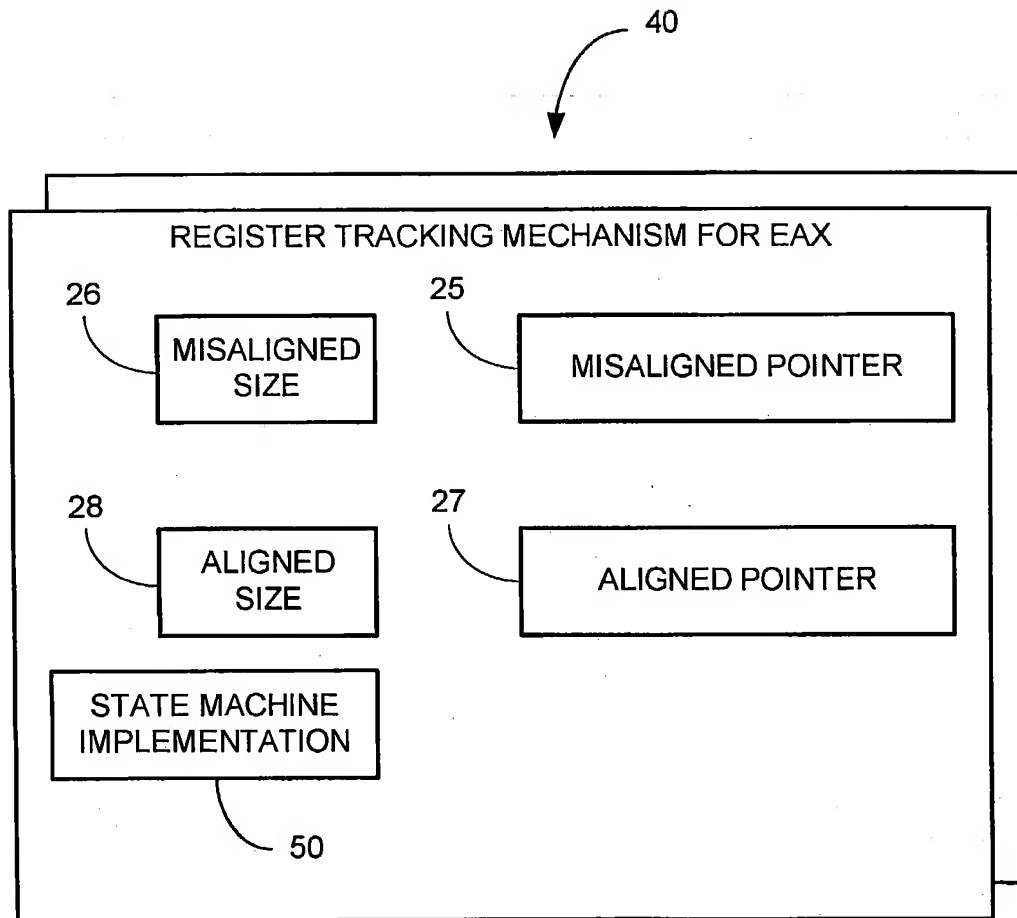 40
REGISTER TRACKING MECHANISM FOR EAX
26
MISALIGNED
SIZE
25
MISALIGNED POINTER
28
ALIGNED
SIZE
27
ALIGNED POINTER
STATE MACHINE
IMPLEMENTATION
50